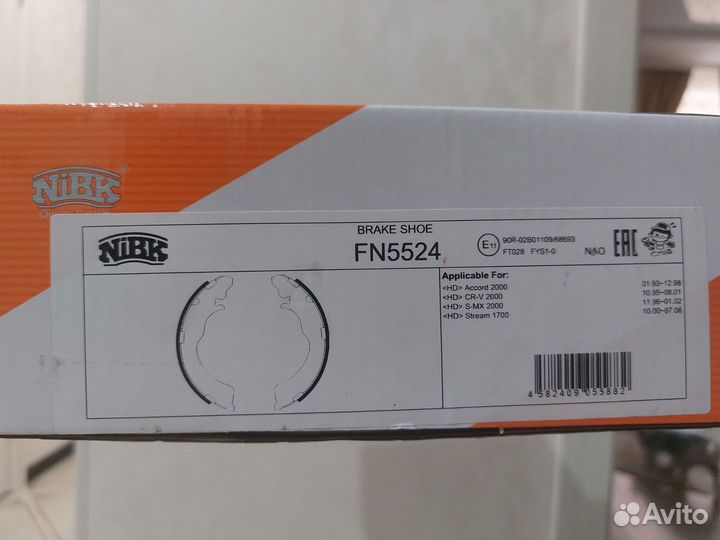 NiBK®
NiBK
BRAKE SHOE
FN5524
E11
90R-02B01109/68693
FT028 FYS1-0
NAO
EAC
Applicable For:
<HD> Accord 2000 01.93-12.98
<HD> CR-V 2000 10.95-08.01
<HD> S-MX 2000 11.96-01.02
<HD> Stream 1700 10.00-07.06
4 582409 055882
Avito